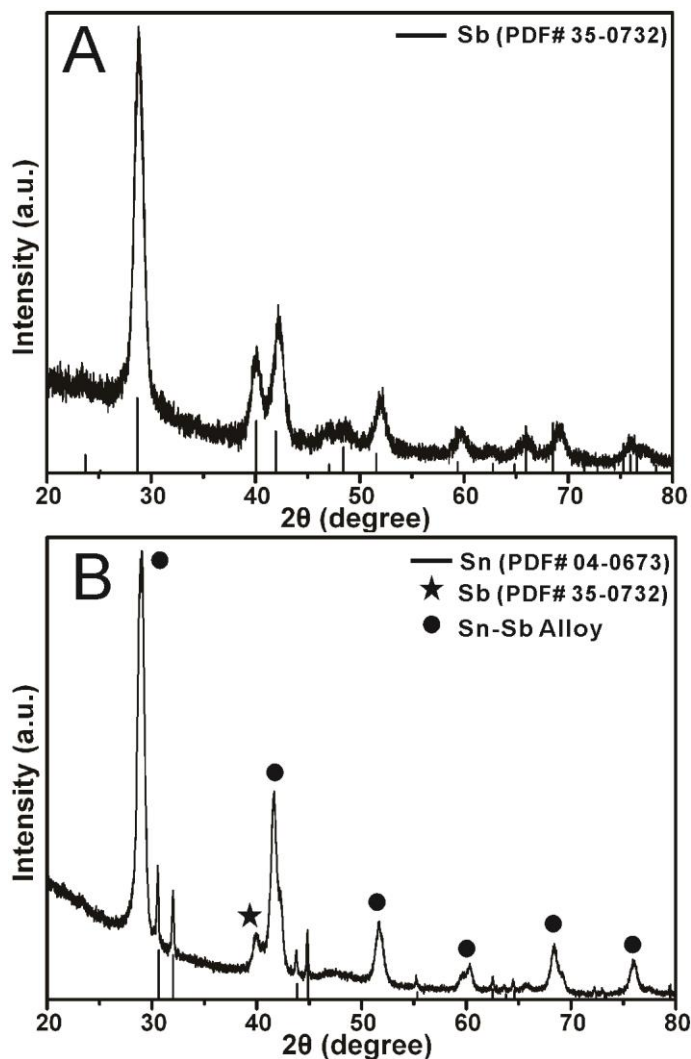 A
Sb (PDF# 35-0732)
Intensity (a.u.)
20 30 40 50 60 70 80
2θ (degree)
B
Sn (PDF# 04-0673)
★ Sb (PDF# 35-0732)
● Sn-Sb Alloy
Intensity (a.u.)
20 30 40 50 60 70 80
2θ (degree)